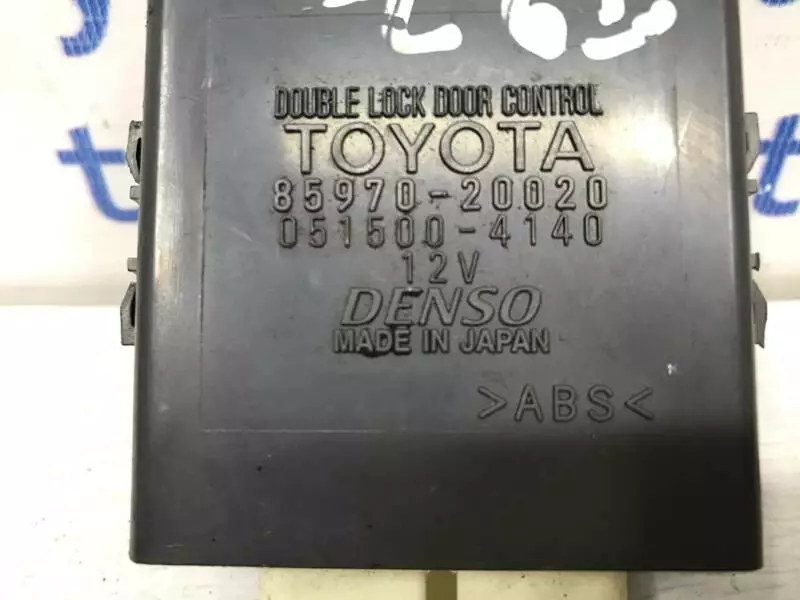 DOUBLE LOCK DOOR CONTROL
TOYOTA
85970-20020
051500-4140
12V
DENSO
MADE IN JAPAN
>ABS<